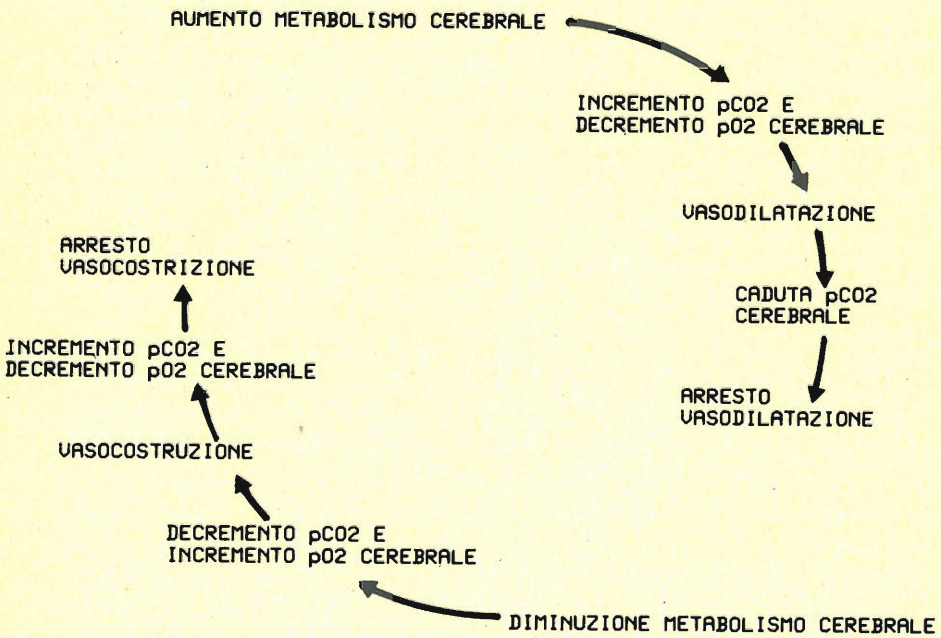 AUMENTO METABOLISMO CEREBRALE
INCREMENTO pCO2 E
DECREMENTO pO2 CEREBRALE
VASODILATAZIONE
CADUTA pCO2
CEREBRALE
ARRESTO
VASODILATAZIONE
ARRESTO
VASOCOSTRIZIONE
INCREMENTO pCO2 E
DECREMENTO pO2 CEREBRALE
VASOCOSTRUZIONE
DECREMENTO pCO2 E
INCREMENTO pO2 CEREBRALE
DIMINUZIONE METABOLISMO CEREBRALE